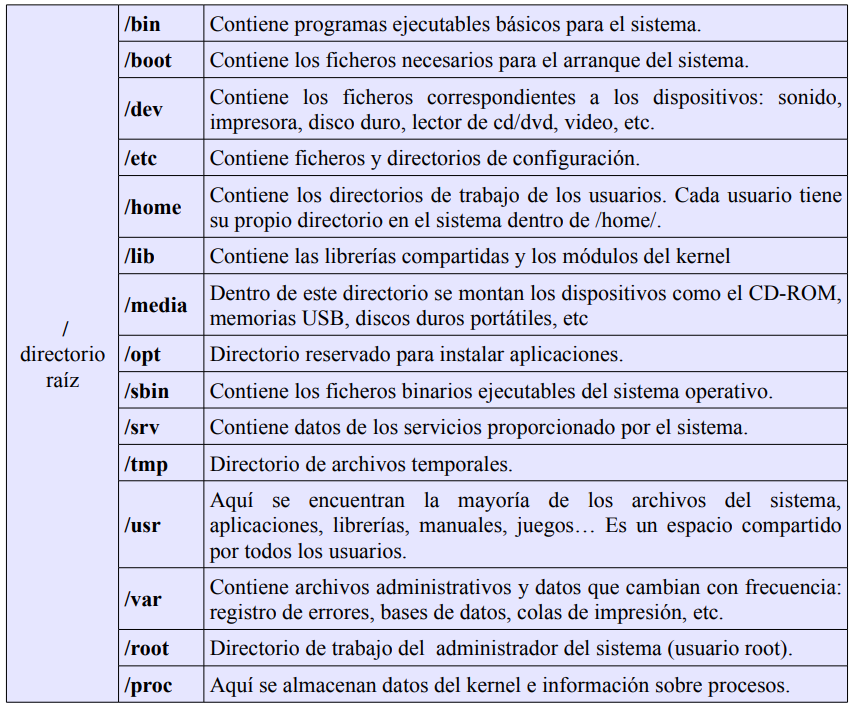 /
directorio
raíz
/bin
Contiene programas ejecutables básicos para el sistema.
/boot
Contiene los ficheros necesarios para el arranque del sistema.
/dev
Contiene los ficheros correspondientes a los dispositivos: sonido,
impresora, disco duro, lector de cd/dvd, video, etc.
/etc
Contiene ficheros y directorios de configuración.
/home
Contiene los directorios de trabajo de los usuarios. Cada usuario tiene
su propio directorio en el sistema dentro de /home/.
/lib
Contiene las librerías compartidas y los módulos del kernel
/media
Dentro de este directorio se montan los dispositivos como el CD-ROM,
memorias USB, discos duros portátiles, etc
/opt
Directorio reservado para instalar aplicaciones.
/sbin
Contiene los ficheros binarios ejecutables del sistema operativo.
/srv
Contiene datos de los servicios proporcionado por el sistema.
/tmp
Directorio de archivos temporales.
/usr
Aquí se encuentran la mayoría de los archivos del sistema,
aplicaciones, librerías, manuales, juegos… Es un espacio compartido
por todos los usuarios.
/var
Contiene archivos administrativos y datos que cambian con frecuencia:
registro de errores, bases de datos, colas de impresión, etc.
/root
Directorio de trabajo del administrador del sistema (usuario root).
/proc
Aquí se almacenan datos del kernel e información sobre procesos.